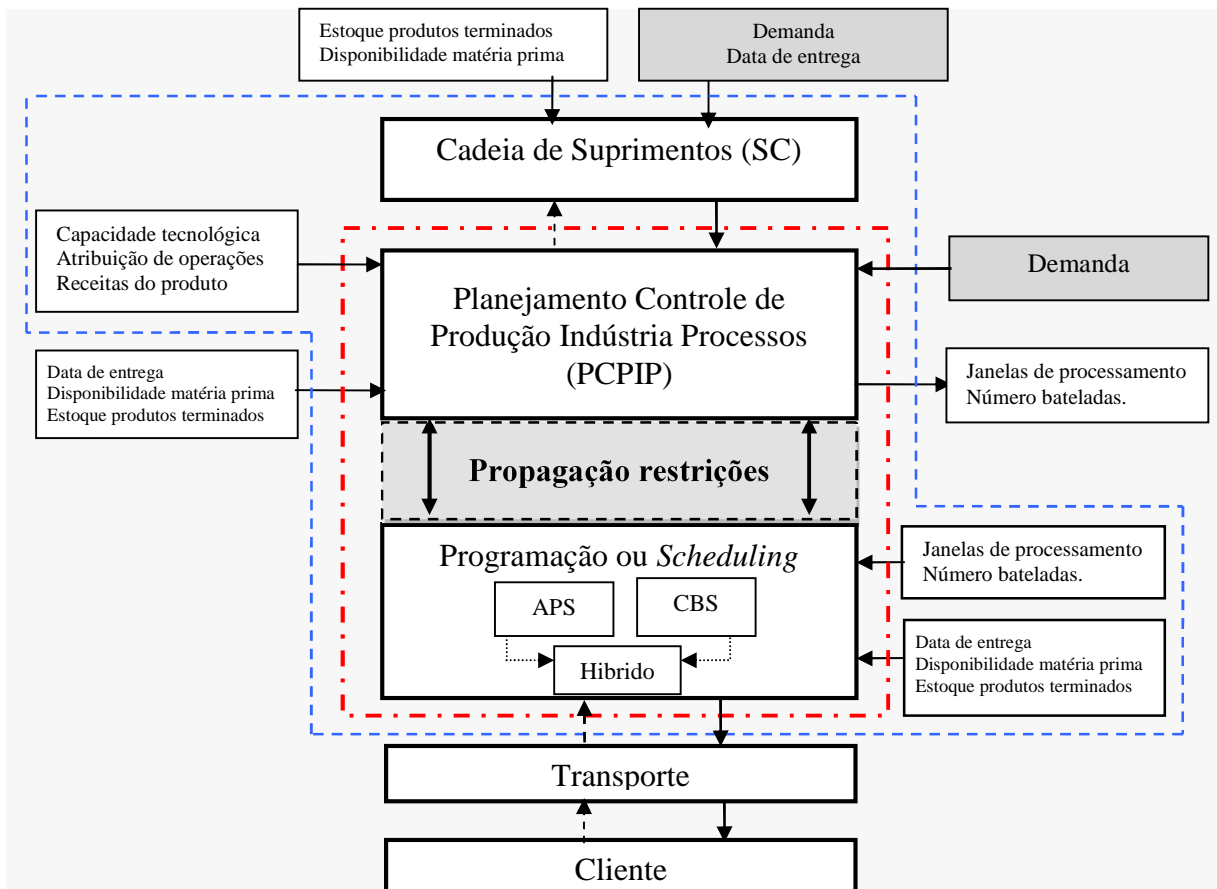 Estoque produtos terminados
Disponibilidade matéria prima
Demanda
Data de entrega
Cadeia de Suprimentos (SC)
Capacidade tecnológica
Atribuição de operações
Receitas do produto
Planejamento Controle de
Produção Indústria Processos
(PCPIP)
Demanda
Data de entrega
Disponibilidade matéria prima
Estoque produtos terminados
Janelas de processamento
Número bateladas.
Propagação restrições
Programação ou Scheduling
APS
CBS
Hibrido
Janelas de processamento
Número bateladas.
Data de entrega
Disponibilidade matéria prima
Estoque produtos terminados
Transporte
Cliente